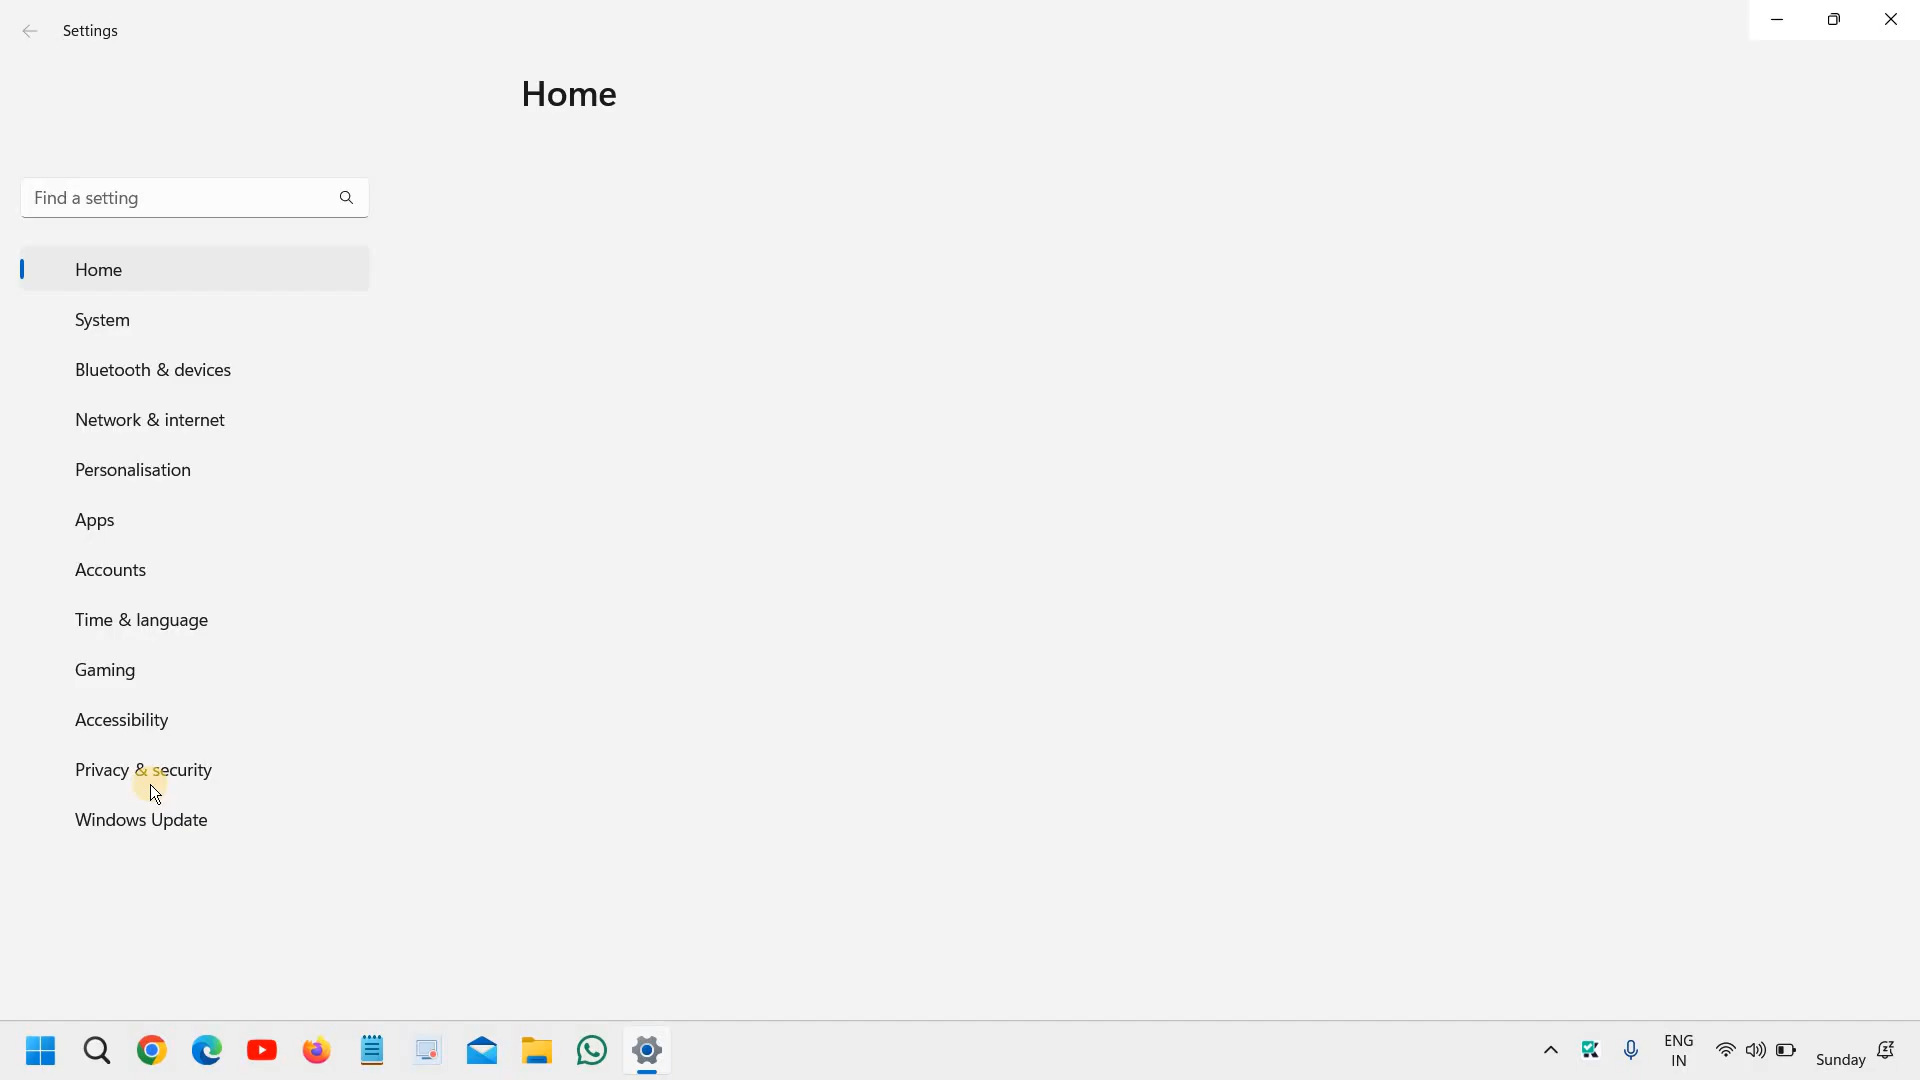 Settings
Home
Find a setting
Home
System
Bluetooth & devices
Network & internet
Personalisation
Apps
Accounts
Time & language
Gaming
Accessibility
Privacy & security
Windows Update
ENG
IN
Sunday